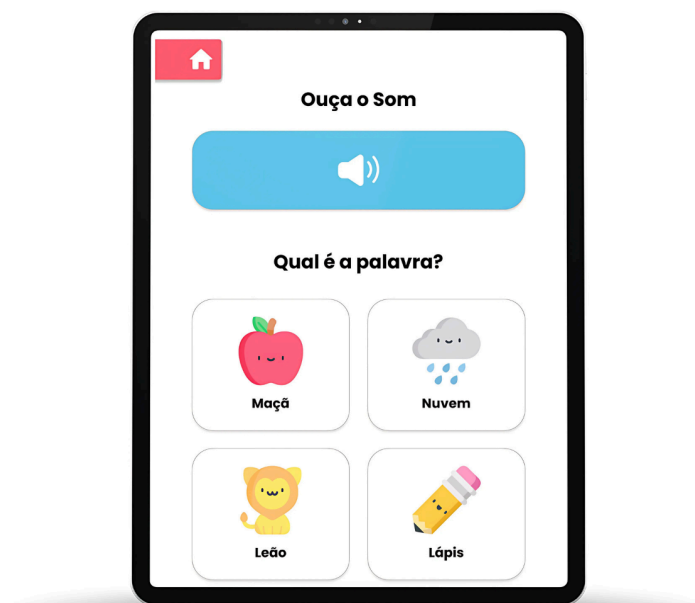 Ouça o Som
Qual é a palavra?
Maçã
Nuvem
Leão
Lápis